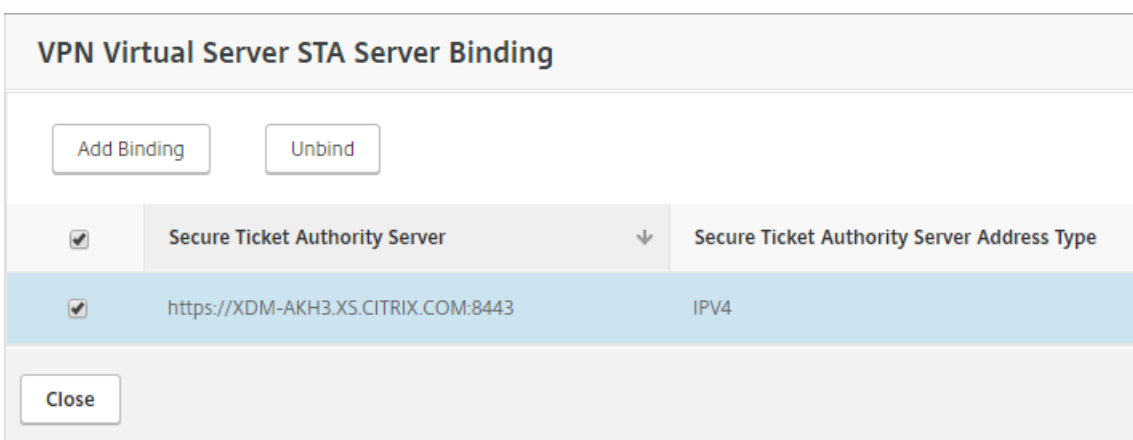 VPN Virtual Server STA Server Binding
Add Binding Unbind
Secure Ticket Authority Server Secure Ticket Authority Server Address Type
https://XDM-AKH3.XS.CITRIX.COM:8443 IPV4
Close